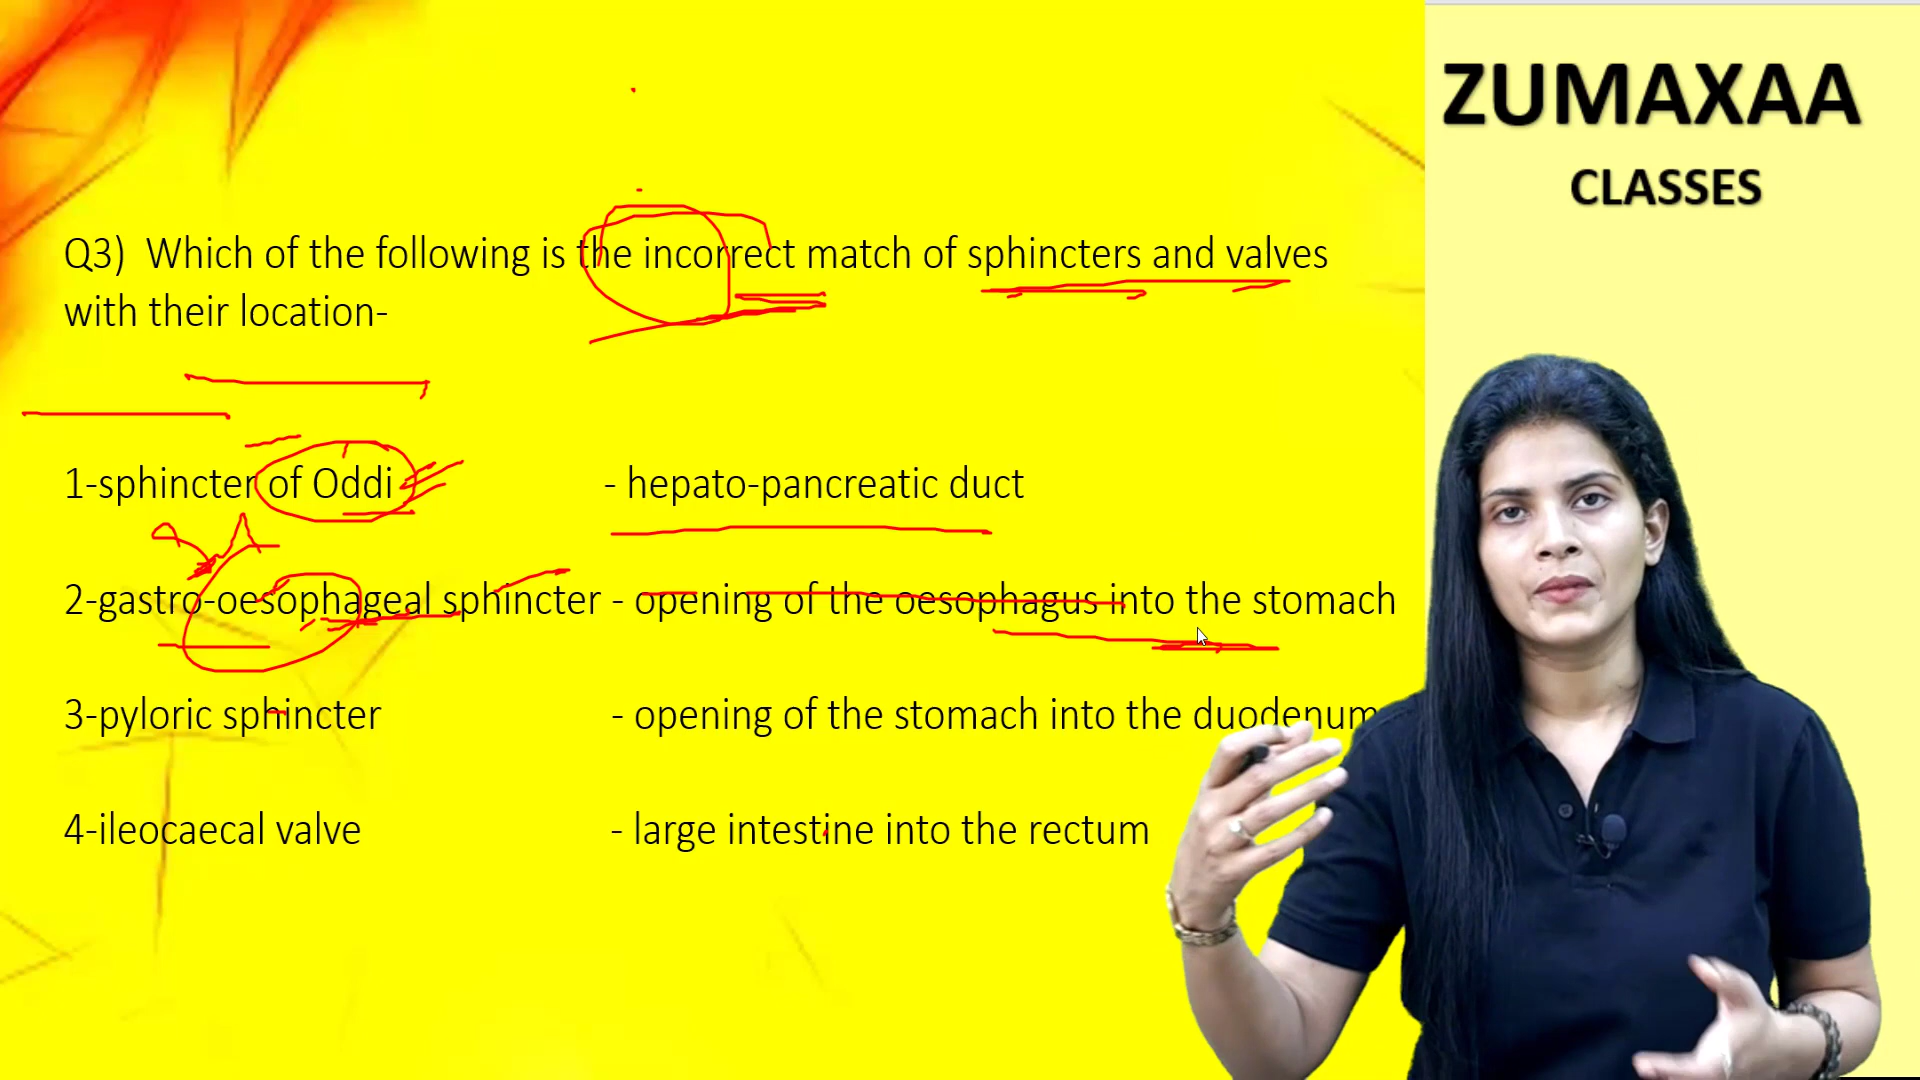 ZUMAXAA
CLASSES
Q3) Which of the following is the incorrect match of sphincters and valves
with their location-
1-sphincter of Oddi - hepato-pancreatic duct
2-gastro-oesophageal sphincter - opening of the oesophagus into the stomach
3-pyloric sphincter - opening of the stomach into the duodenum
4-ileocaecal valve - large intestine into the rectum